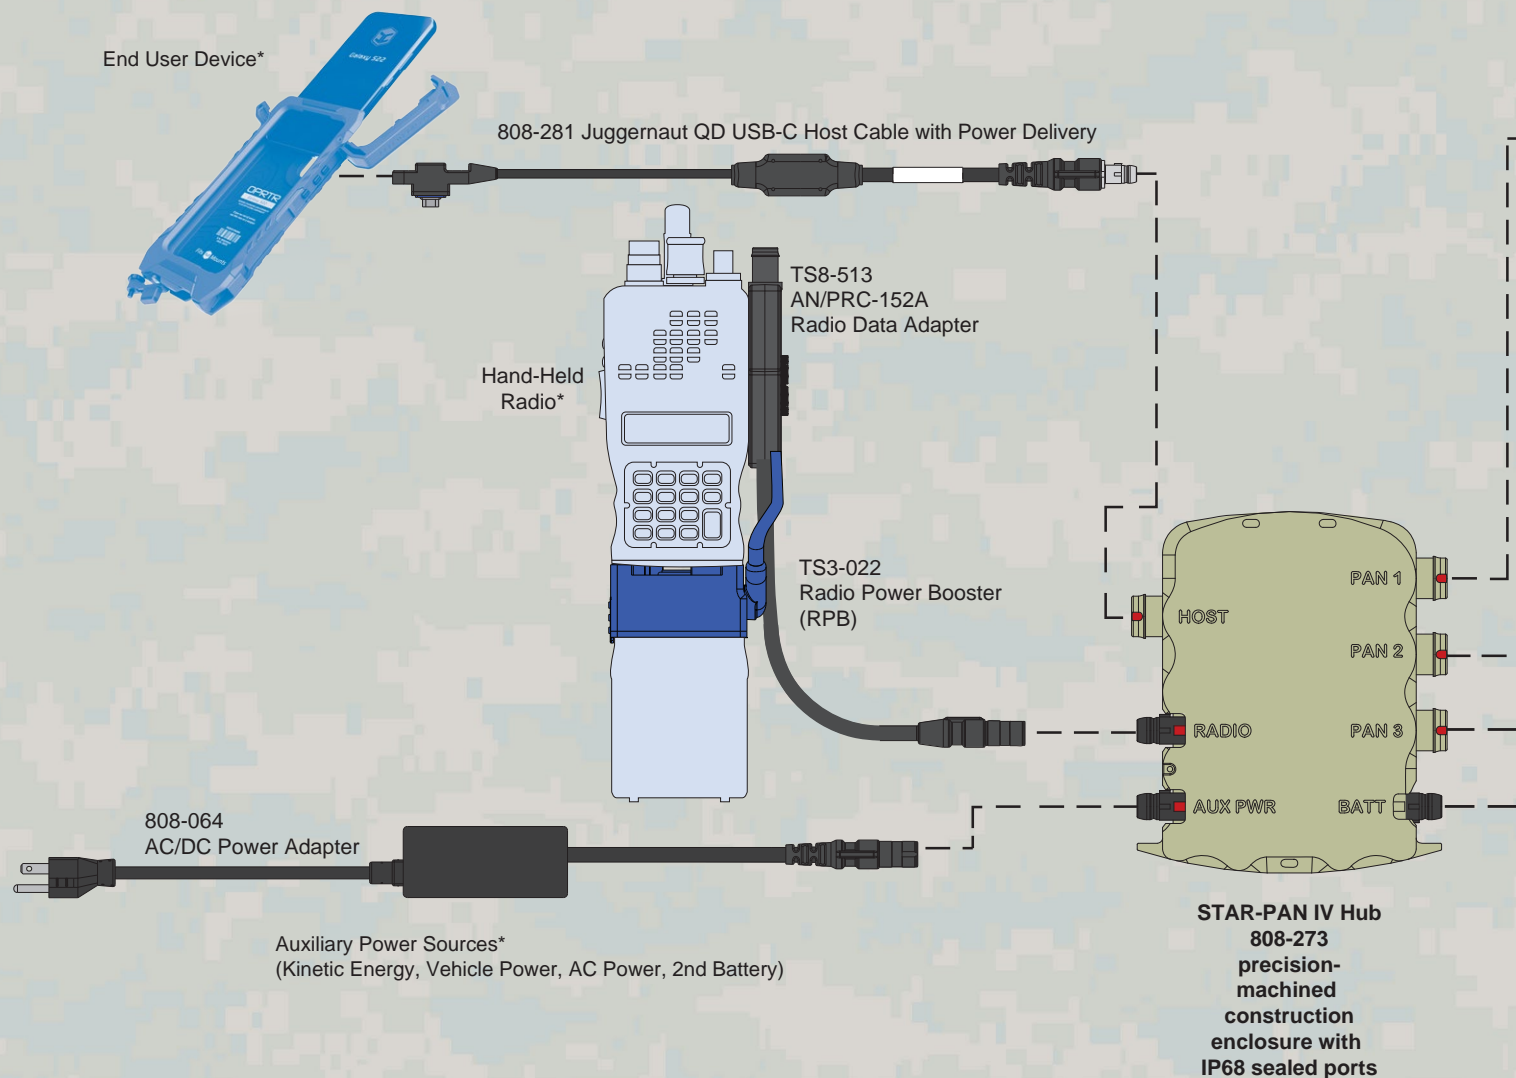 End User Device*
Galaxy S22
808-281 Juggernaut QD USB-C Host Cable with Power Delivery
OPRTR
TS8-513
AN/PRC-152A
Radio Data Adapter
Hand-Held
Radio*
TS3-022
Radio Power Booster
(RPB)
PAN 1
HOST
PAN 2
RADIO
PAN 3
AUX PWR
BATT
808-064
AC/DC Power Adapter
Auxiliary Power Sources*
(Kinetic Energy, Vehicle Power, AC Power, 2nd Battery)
STAR-PAN IV Hub
808-273
precision-
machined
construction
enclosure with
IP68 sealed ports